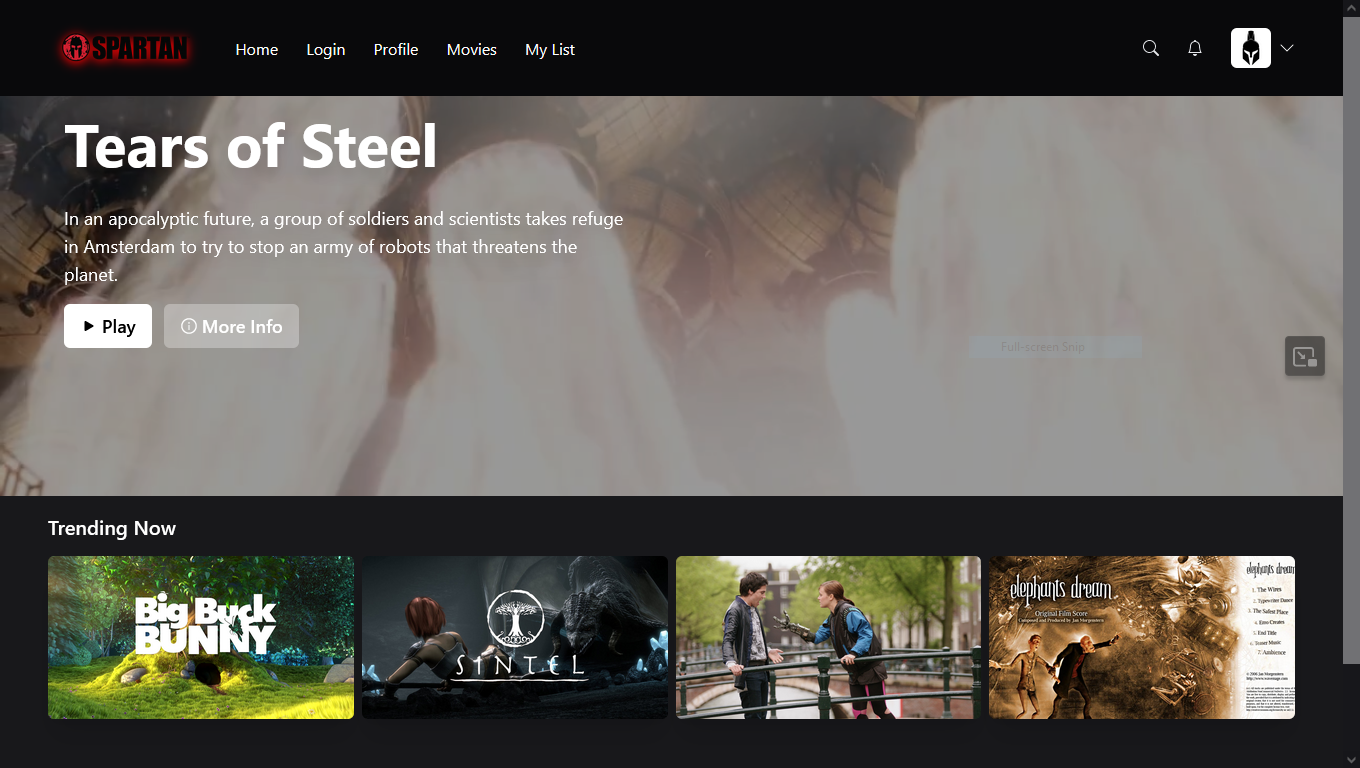 SPARTAN
Home
Login
Profile
Movies
My List
Tears of Steel
In an apocalyptic future, a group of soldiers and scientists takes refuge
in Amsterdam to try to stop an army of robots that threatens the
planet.
Play
More Info
Full-screen Snip
Trending Now
Big Buck
BUNNY
SINTEL
elephants dream
Original Film Score
Composed and Produced by Jan Morgenstern
elephants dream
1. The Wires
2. Typewriter Dance
3. The Safest Place
4. Emo Creates
5. End Title
6. Teaser Music
7. Ambience